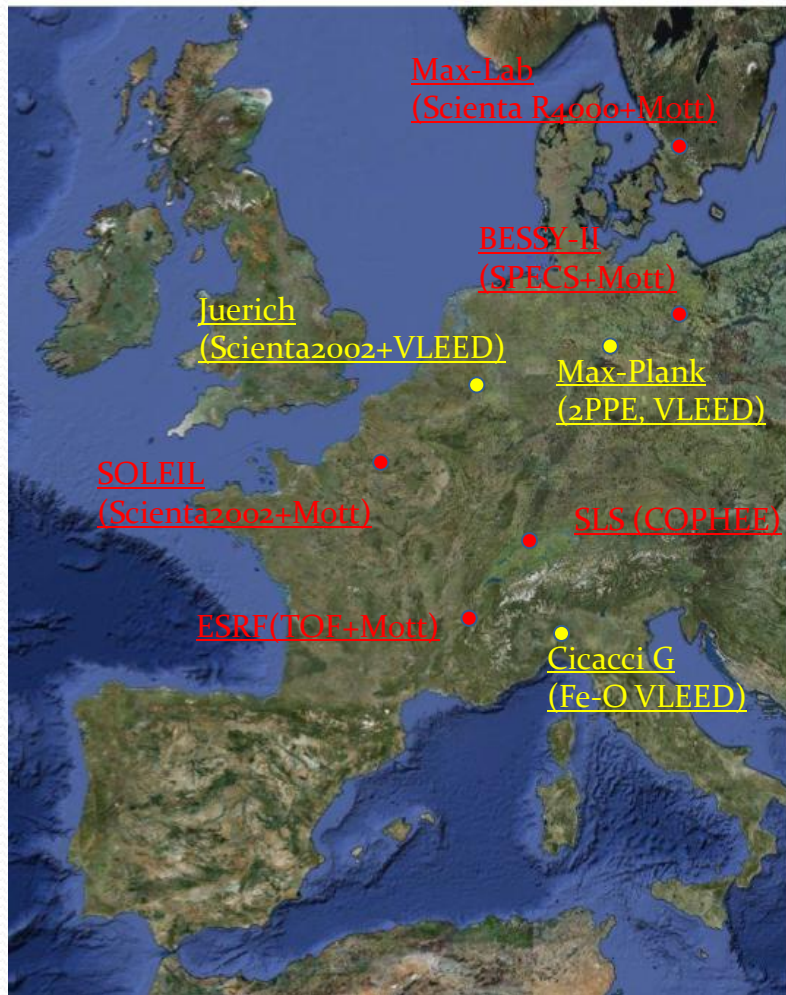 Max-Lab
(Scienta R4000+Mott)
BESSY-II
(SPECS+Mott)
Juerich
(Scienta2002+VLEED)
Max-Plank
(2PPE, VLEED)
SOLEIL
(Scienta2002+Mott)
SLS (COPHEE)
ESRF(TOF+Mott)
Cicacci G
(Fe-O VLEED)